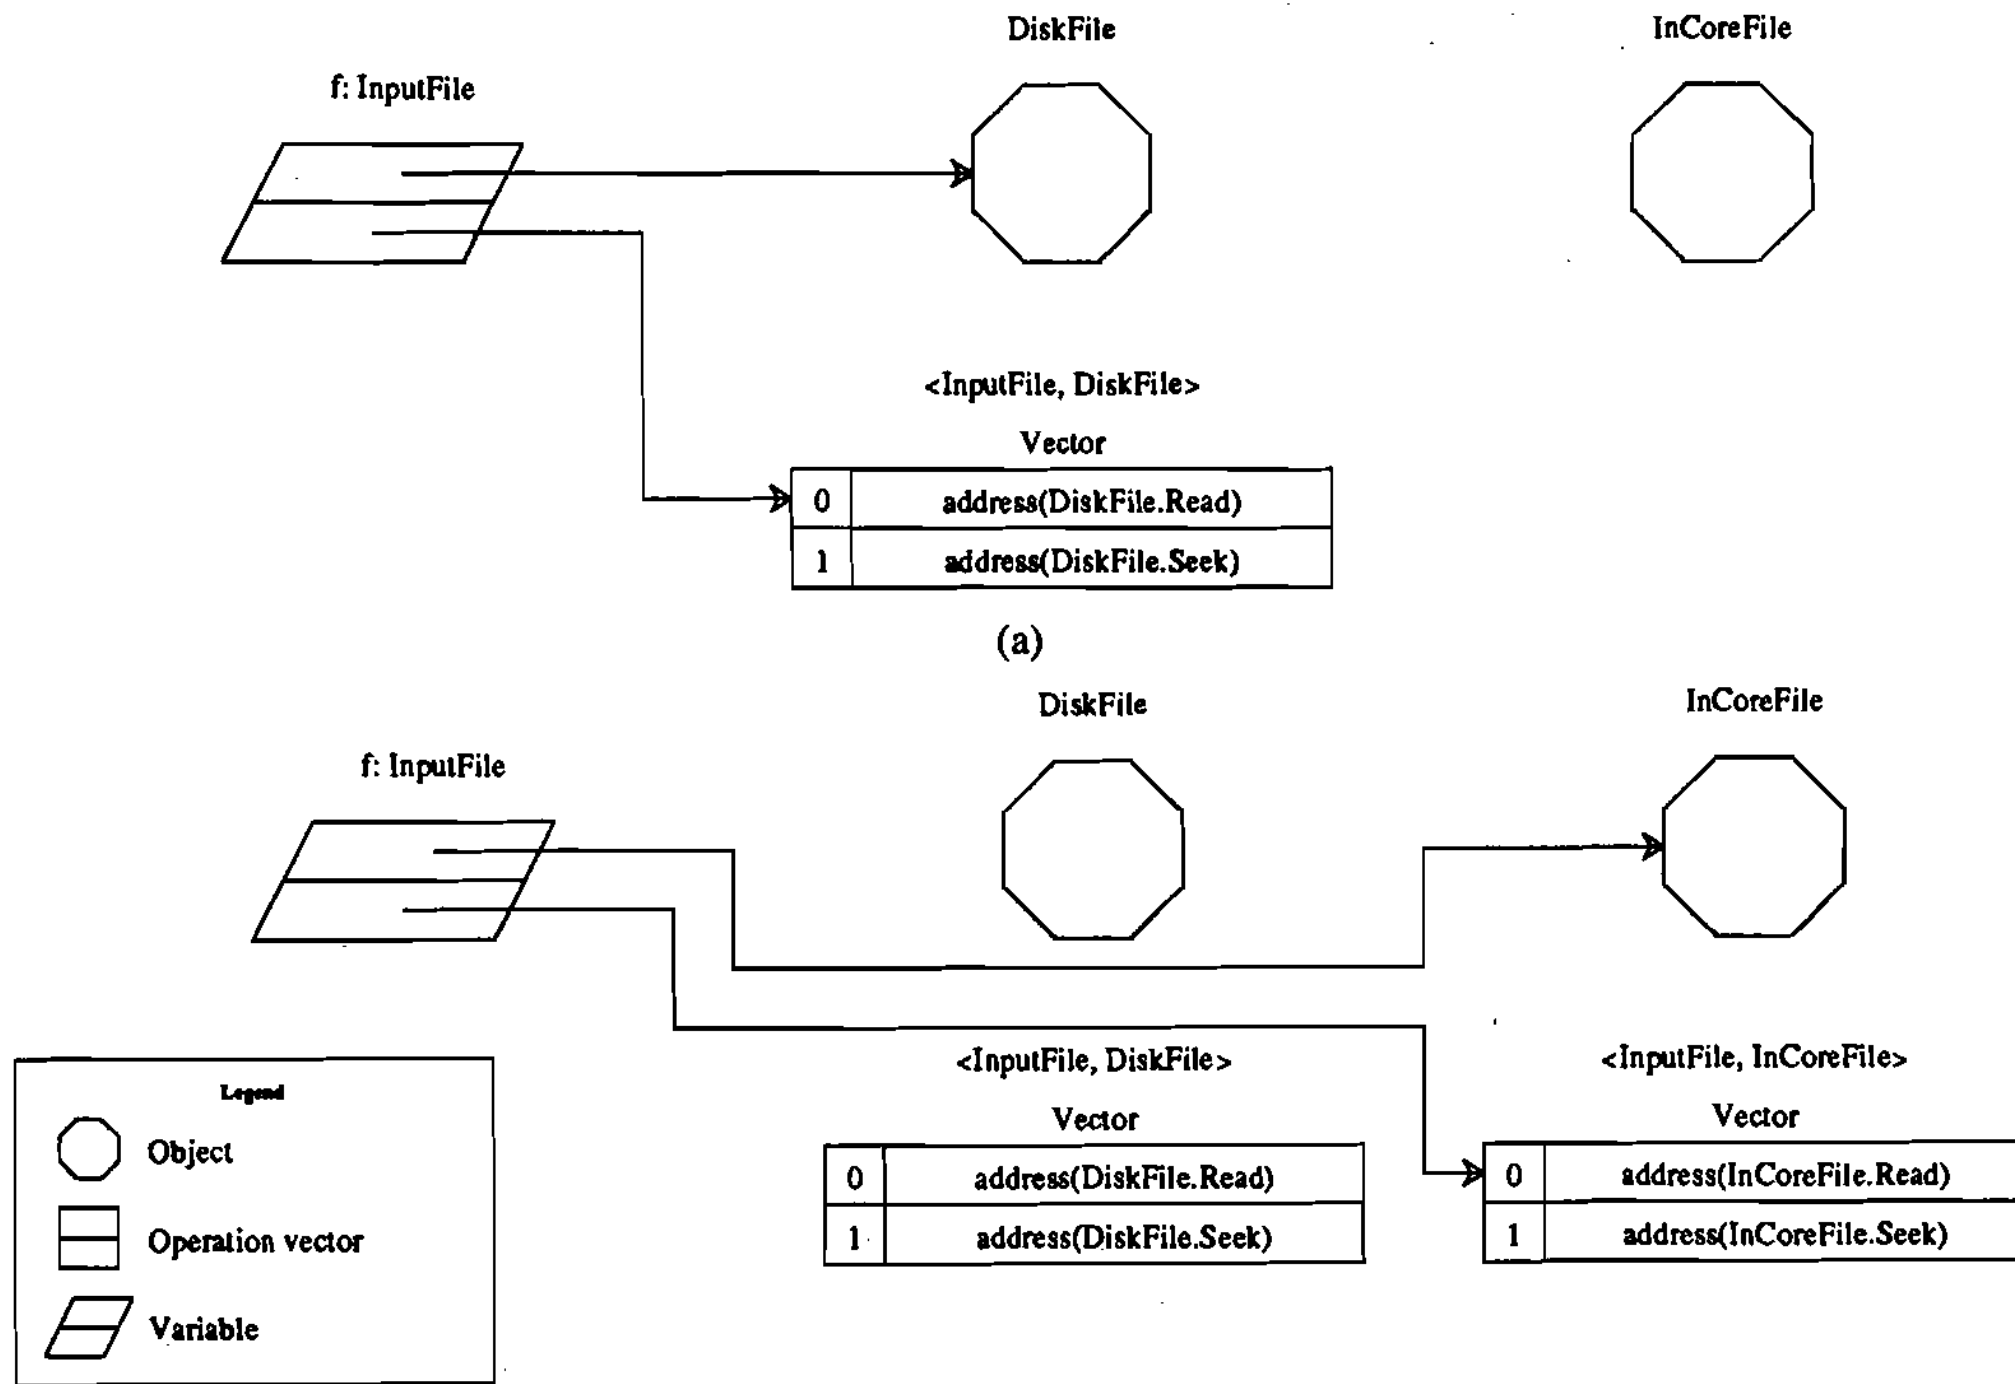 DiskFile
InCoreFile
f: InputFile
<InputFile, DiskFile>
Vector
0 address(DiskFile.Read)
1 address(DiskFile.Seek)
(a)
DiskFile
InCoreFile
f: InputFile
<InputFile, DiskFile>
Vector
0 address(DiskFile.Read)
1 address(DiskFile.Seek)
<InputFile, InCoreFile>
Vector
0 address(InCoreFile.Read)
1 address(InCoreFile.Seek)
Legend
Object
Operation vector
Variable